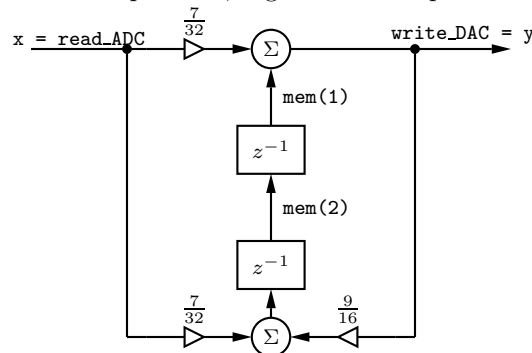 7/32
x = read_ADC
Σ
write_DAC = y
mem(1)
z⁻¹
mem(2)
z⁻¹
7/32
Σ
9/16